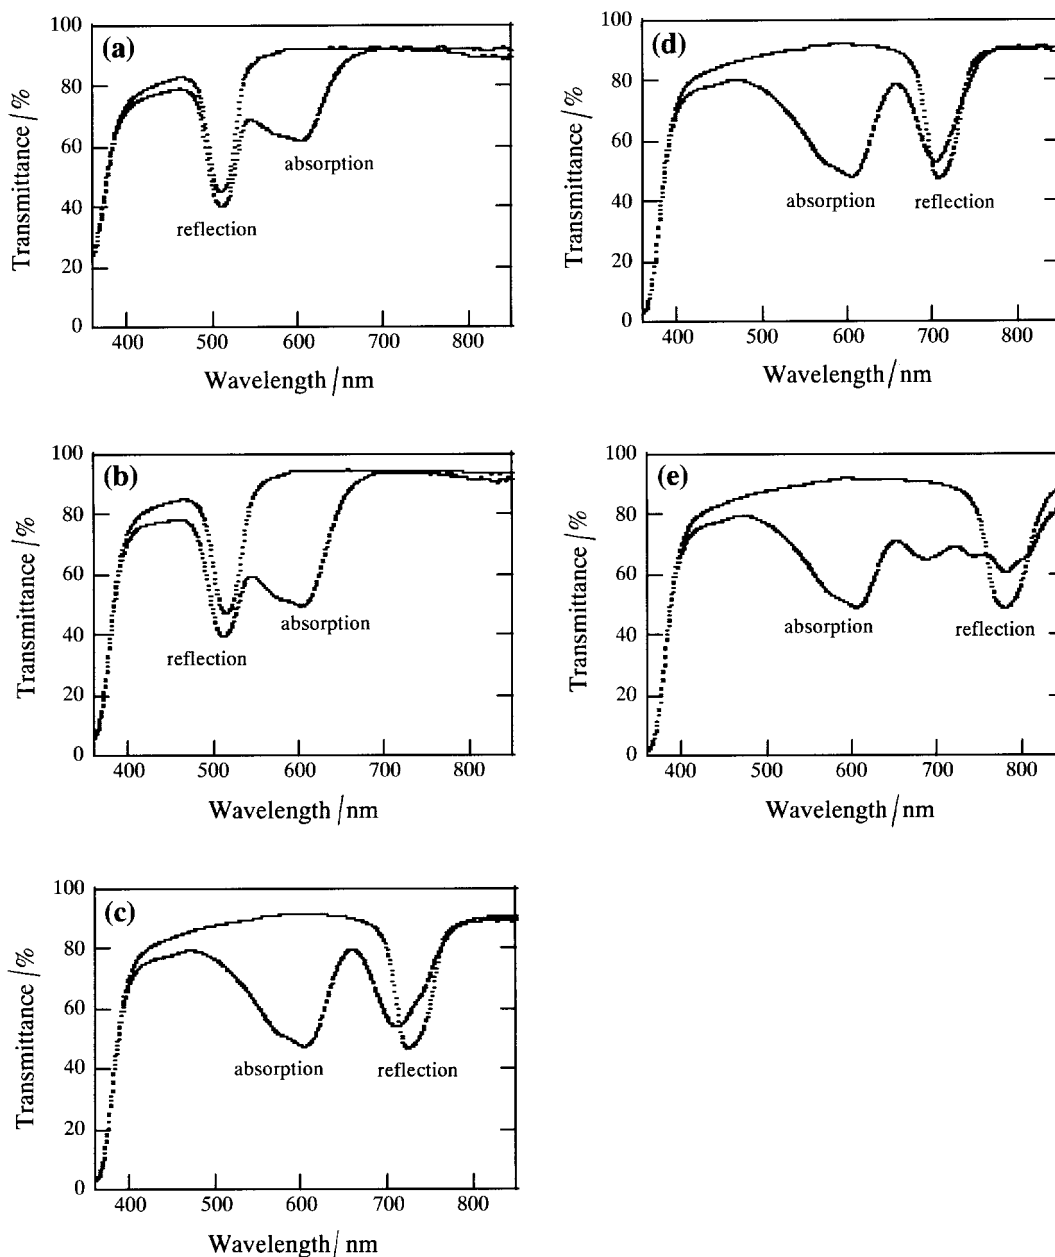 (a)
100
80
60
40
20
0
Transmittance /%
absorption
reflection
400 500 600 700 800
Wavelength / nm
(b)
100
80
60
40
20
0
Transmittance /%
absorption
reflection
400 500 600 700 800
Wavelength / nm
(c)
100
80
60
40
20
0
Transmittance /%
absorption reflection
400 500 600 700 800
Wavelength / nm
(d)
100
80
60
40
20
0
Transmittance /%
absorption reflection
400 500 600 700 800
Wavelength / nm
(e)
100
80
60
40
20
0
Transmittance /%
absorption reflection
400 500 600 700 800
Wavelength / nm